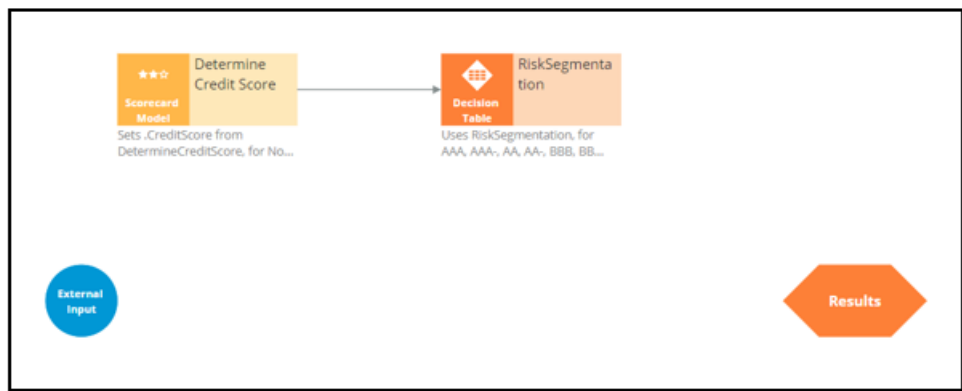 Scorecard
Model
Determine
Credit Score
Sets .CreditScore from
DetermineCreditScore, for No...
Decision
Table
RiskSegmenta
tion
Uses RiskSegmentation, for
AAA, AAA-, AA, AA-, BBB, BB...
External
Input
Results